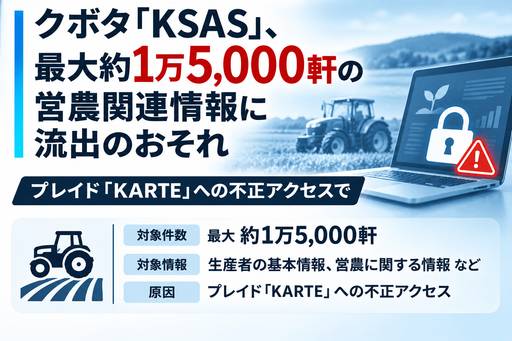 クボタ「KSAS」、
最大約1万5,000軒の
営農関連情報に
流出のおそれ
プレイド「KARTE」への不正アクセスで
対象件数 最大 約1万5,000軒
対象情報 生産者の基本情報、営農に関する情報 など
原因 プレイド「KARTE」への不正アクセス